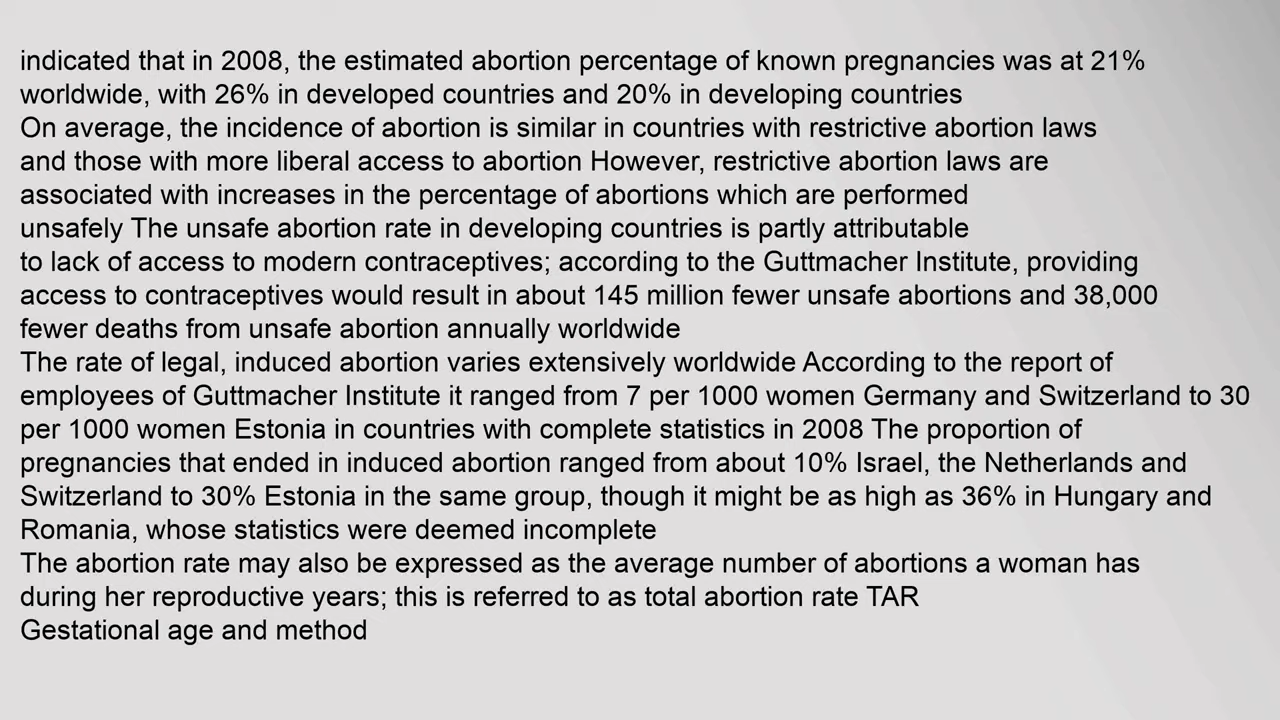 indicated that in 2008, the estimated abortion percentage of known pregnancies was at 21%
worldwide, with 26% in developed countries and 20% in developing countries
On average, the incidence of abortion is similar in countries with restrictive abortion laws
and those with more liberal access to abortion However, restrictive abortion laws are
associated with increases in the percentage of abortions which are performed
unsafely The unsafe abortion rate in developing countries is partly attributable
to lack of access to modern contraceptives; according to the Guttmacher Institute, providing
access to contraceptives would result in about 145 million fewer unsafe abortions and 38,000
fewer deaths from unsafe abortion annually worldwide
The rate of legal, induced abortion varies extensively worldwide According to the report of
employees of Guttmacher Institute it ranged from 7 per 1000 women Germany and Switzerland to 30
per 1000 women Estonia in countries with complete statistics in 2008 The proportion of
pregnancies that ended in induced abortion ranged from about 10% Israel, the Netherlands and
Switzerland to 30% Estonia in the same group, though it might be as high as 36% in Hungary and
Romania, whose statistics were deemed incomplete
The abortion rate may also be expressed as the average number of abortions a woman has
during her reproductive years; this is referred to as total abortion rate TAR
Gestational age and method